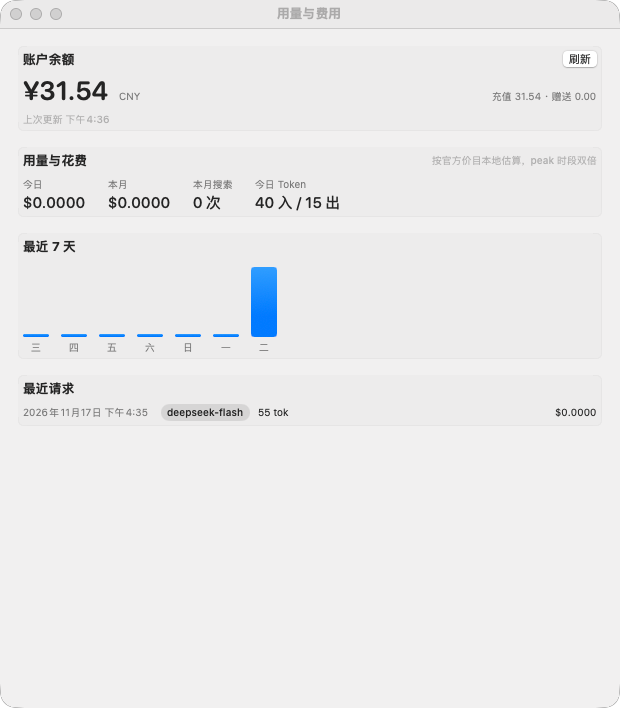 用量与费用
账户余额
刷新
¥31.54 CNY
充值 31.54 · 赠送 0.00
上次更新 下午4:36
用量与花费
按官方价目本地估算，peak 时段双倍
今日 本月 本月搜索 今日 Token
$0.0000 $0.0000 0 次 40 入 / 15 出
最近 7 天
三 四 五 六 日 一 二
最近请求
2026年11月17日 下午4:35 deepseek-flash 55 tok $0.0000